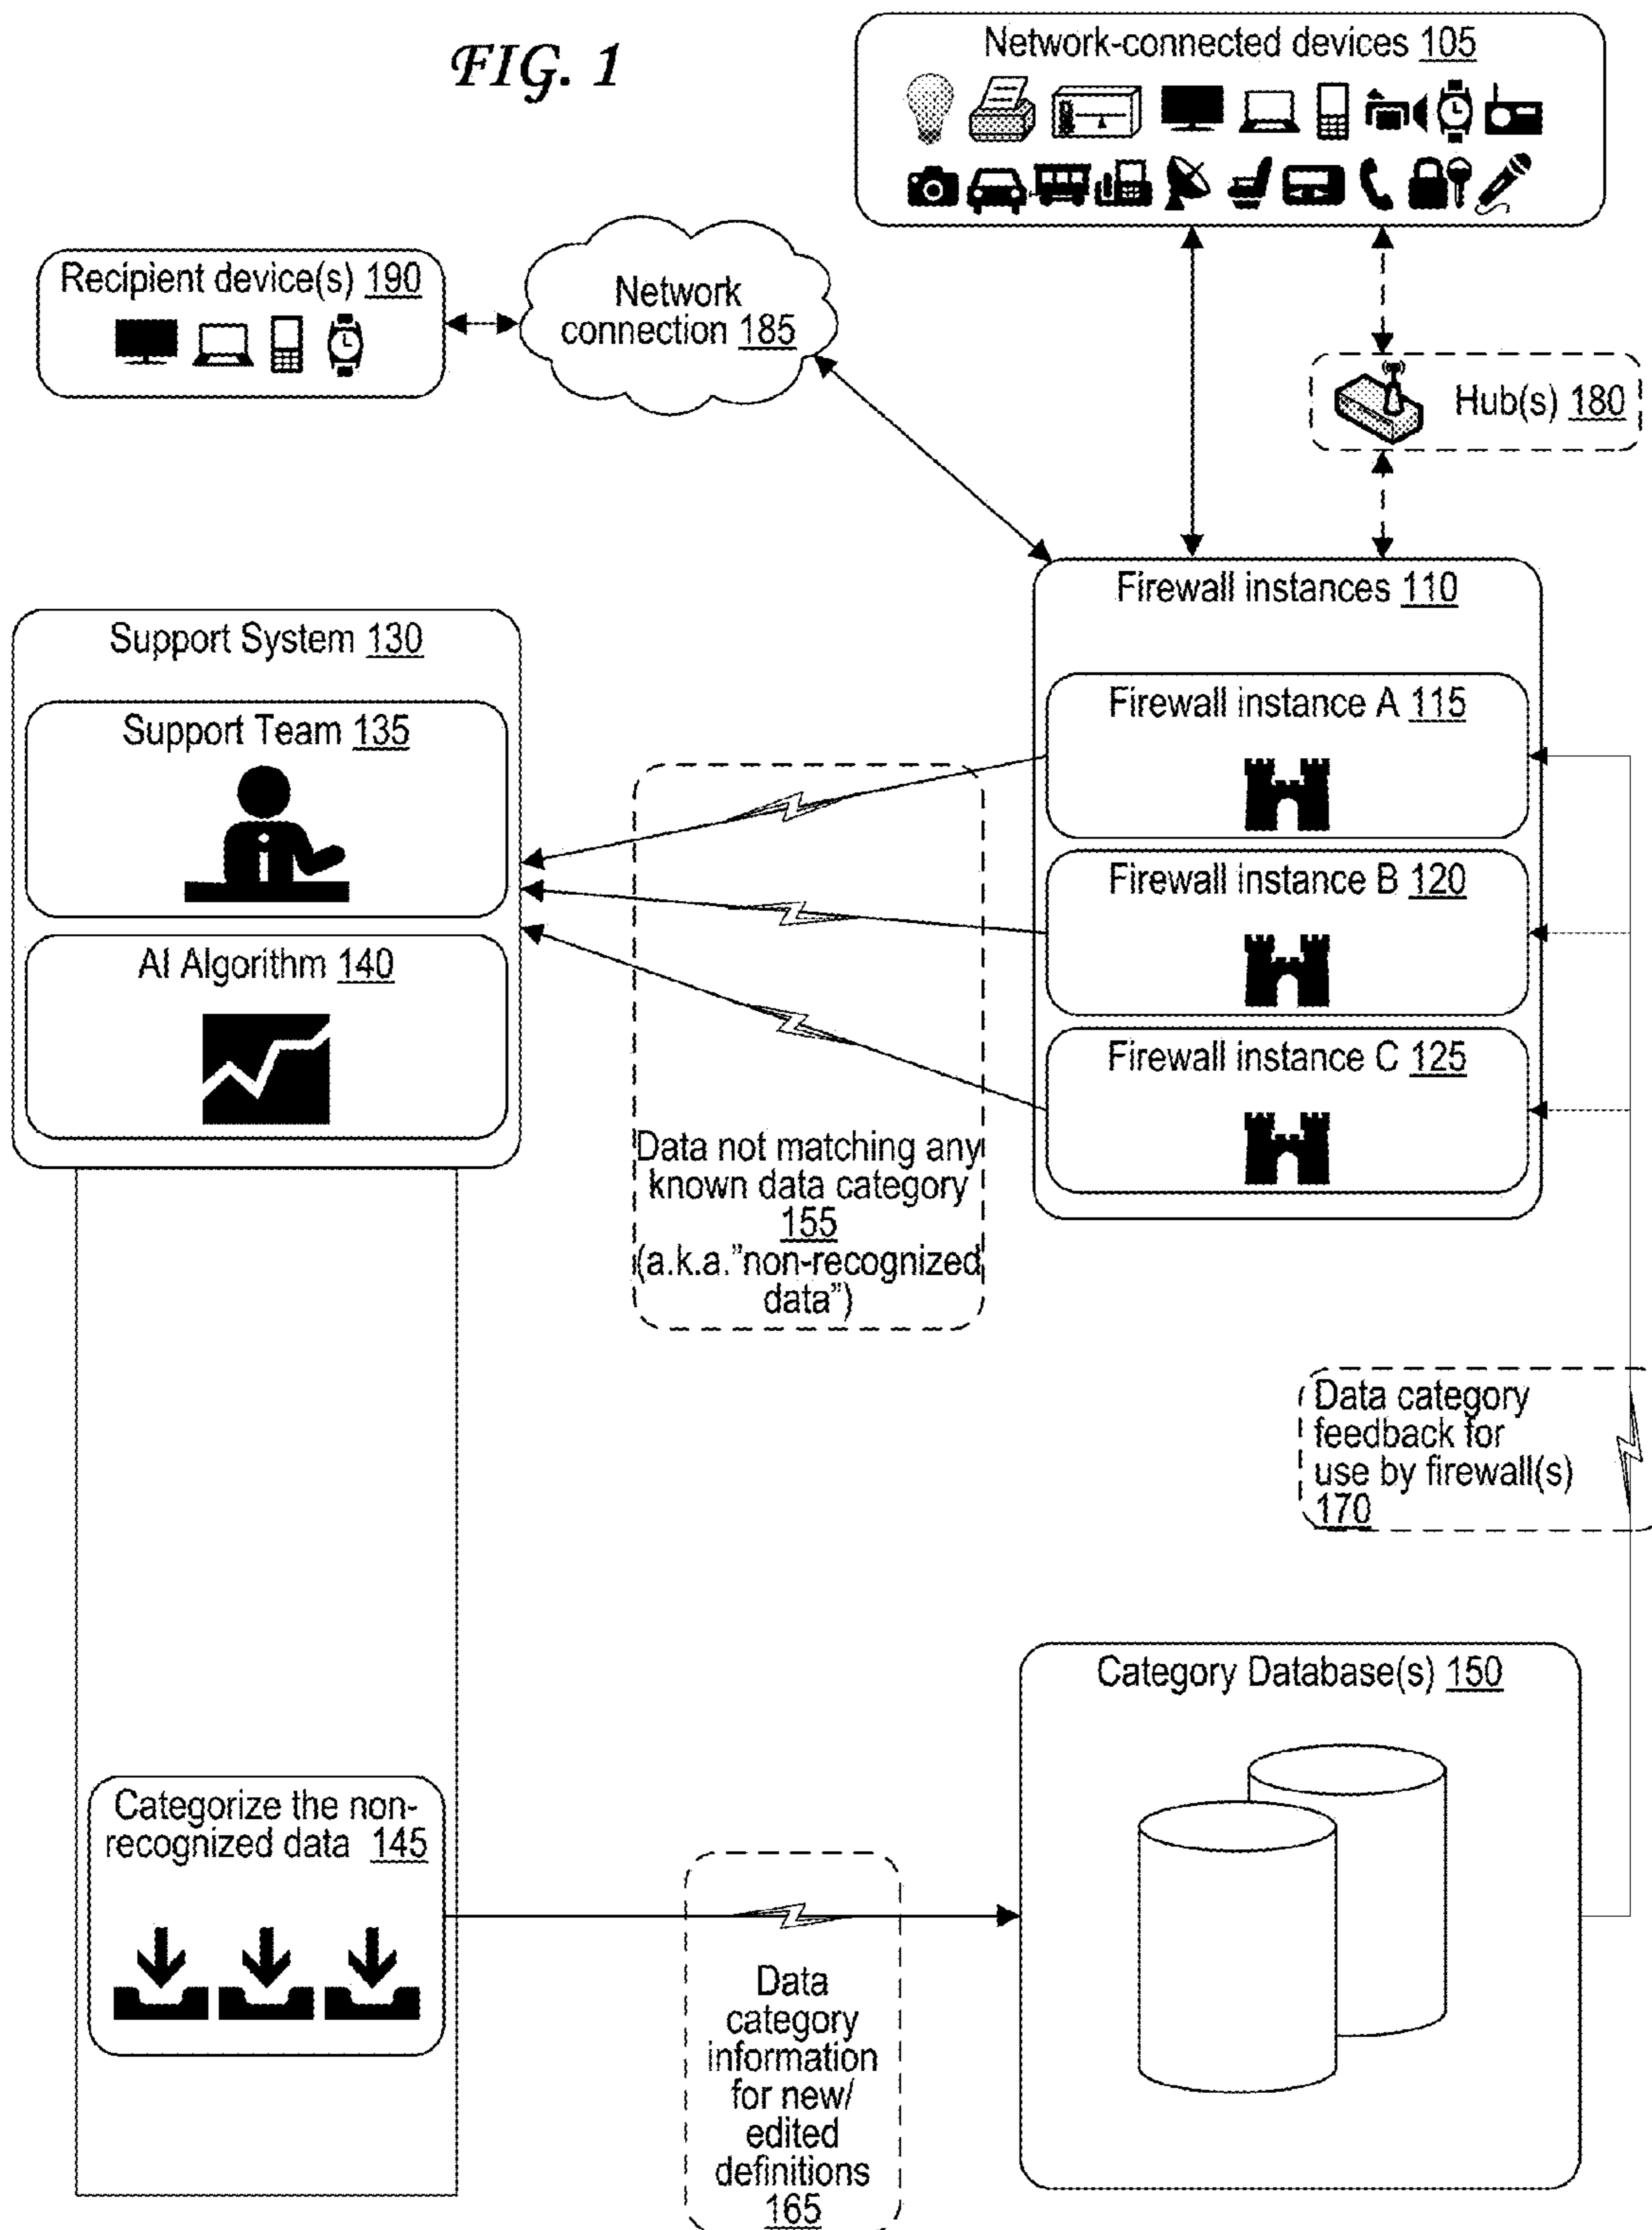 FIG. 1
Network-connected devices 105
Recipient device(s) 190
Network
connection 185
Hub(s) 180
Firewall instances 110
Support System 130
Firewall instance A 115
Support Team 135
Firewall instance B 120
AI Algorithm 140
Firewall instance C 125
Data not matching any
known data category
155
(a.k.a."non-recognized
data")
Data category
feedback for
use by firewall(s)
170
Category Database(s) 150
Categorize the non-
recognized data 145
Data
category
information
for new/
edited
definitions
165